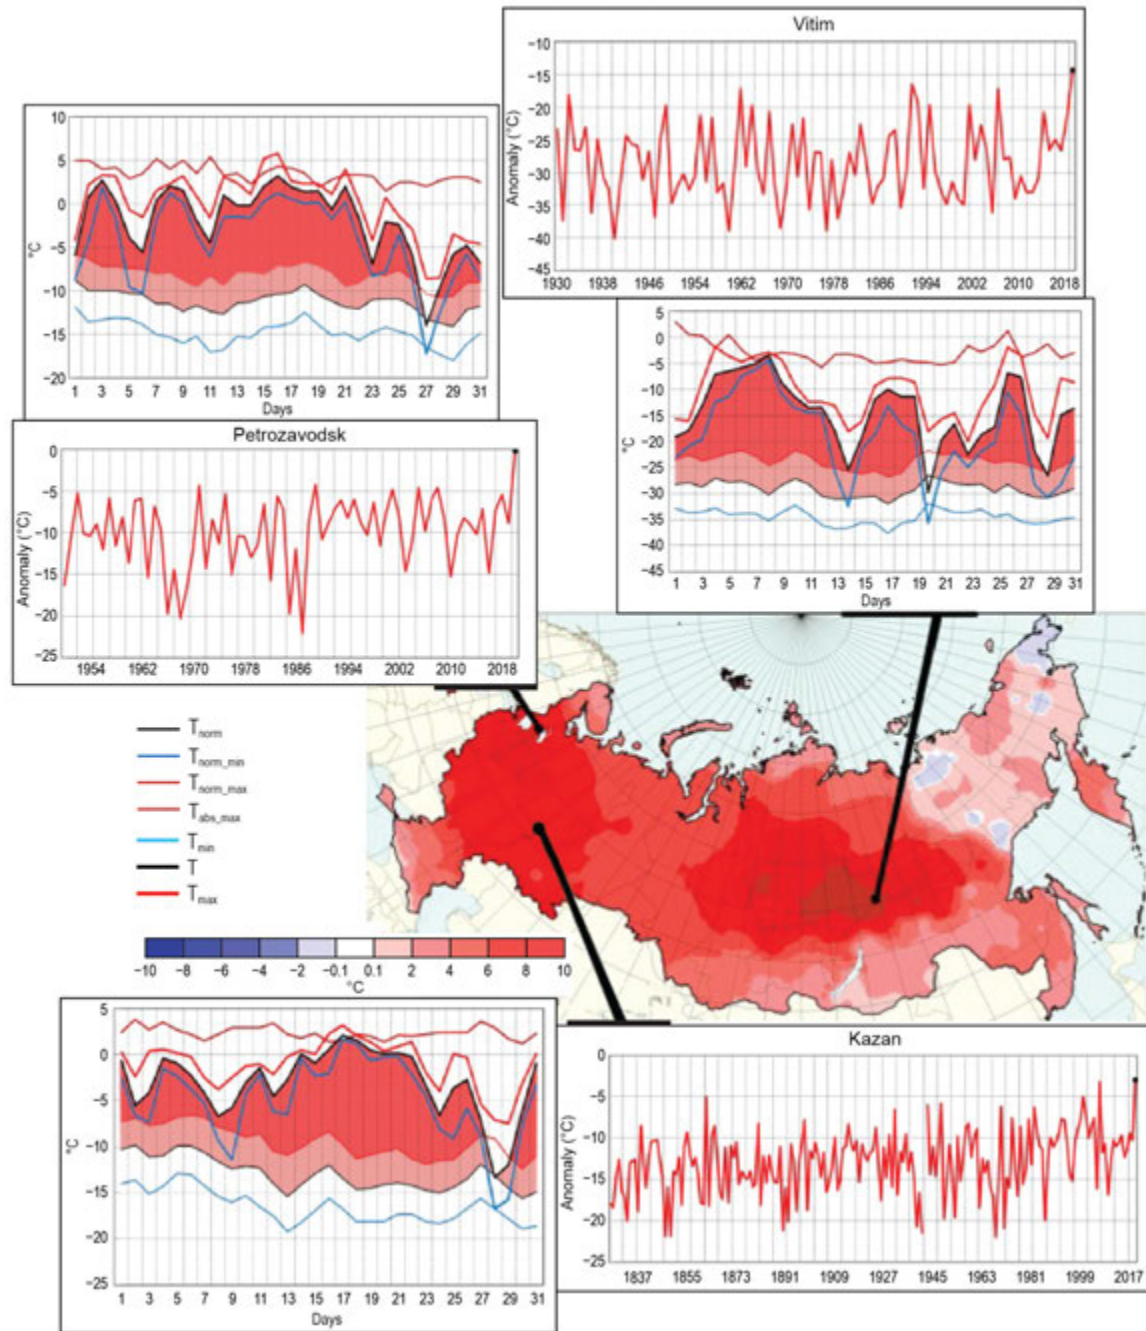 Vitim
Anomaly (°C)
−10
−15
−20
−25
−30
−35
−40
−45
1930 1938 1946 1954 1962 1970 1978 1986 1994 2002 2010 2018
°C
10
5
0
−5
−10
−15
−20
1 3 5 7 9 11 13 15 17 19 21 23 25 27 29 31
Days
°C
5
0
−5
−10
−15
−20
−25
−30
−35
−40
−45
1 3 5 7 9 11 13 15 17 19 21 23 25 27 29 31
Days
Petrozavodsk
Anomaly (°C)
0
−5
−10
−15
−20
−25
1954 1962 1970 1978 1986 1994 2002 2010 2018
T norm
T norm_min
T norm_max
T abs_max
T min
T
T max
−10 −8 −6 −4 −2 −0.1 0.1 2 4 6 8 10
°C
°C
5
0
−5
−10
−15
−20
−25
1 3 5 7 9 11 13 15 17 19 21 23 25 27 29 31
Days
Kazan
Anomaly (°C)
0
−5
−10
−15
−20
−25
1837 1855 1873 1891 1909 1927 1945 1963 1981 1999 2017